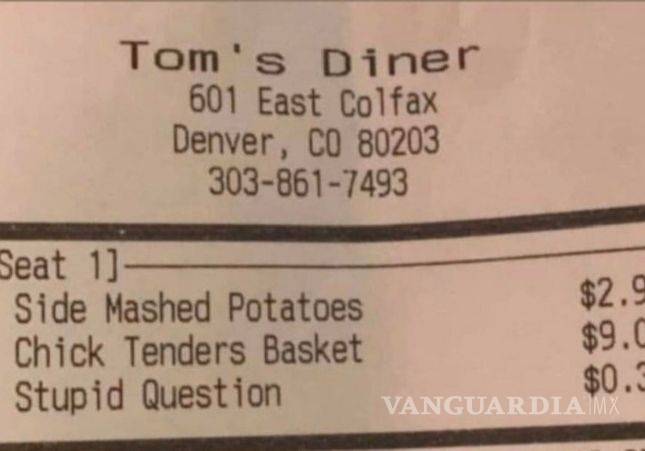 Tom's Diner
601 East Colfax
Denver, CO 80203
303-861-7493
Seat 1]
Side Mashed Potatoes $2.9
Chick Tenders Basket $9.0
Stupid Question $0.3
VANGUARDIA MX